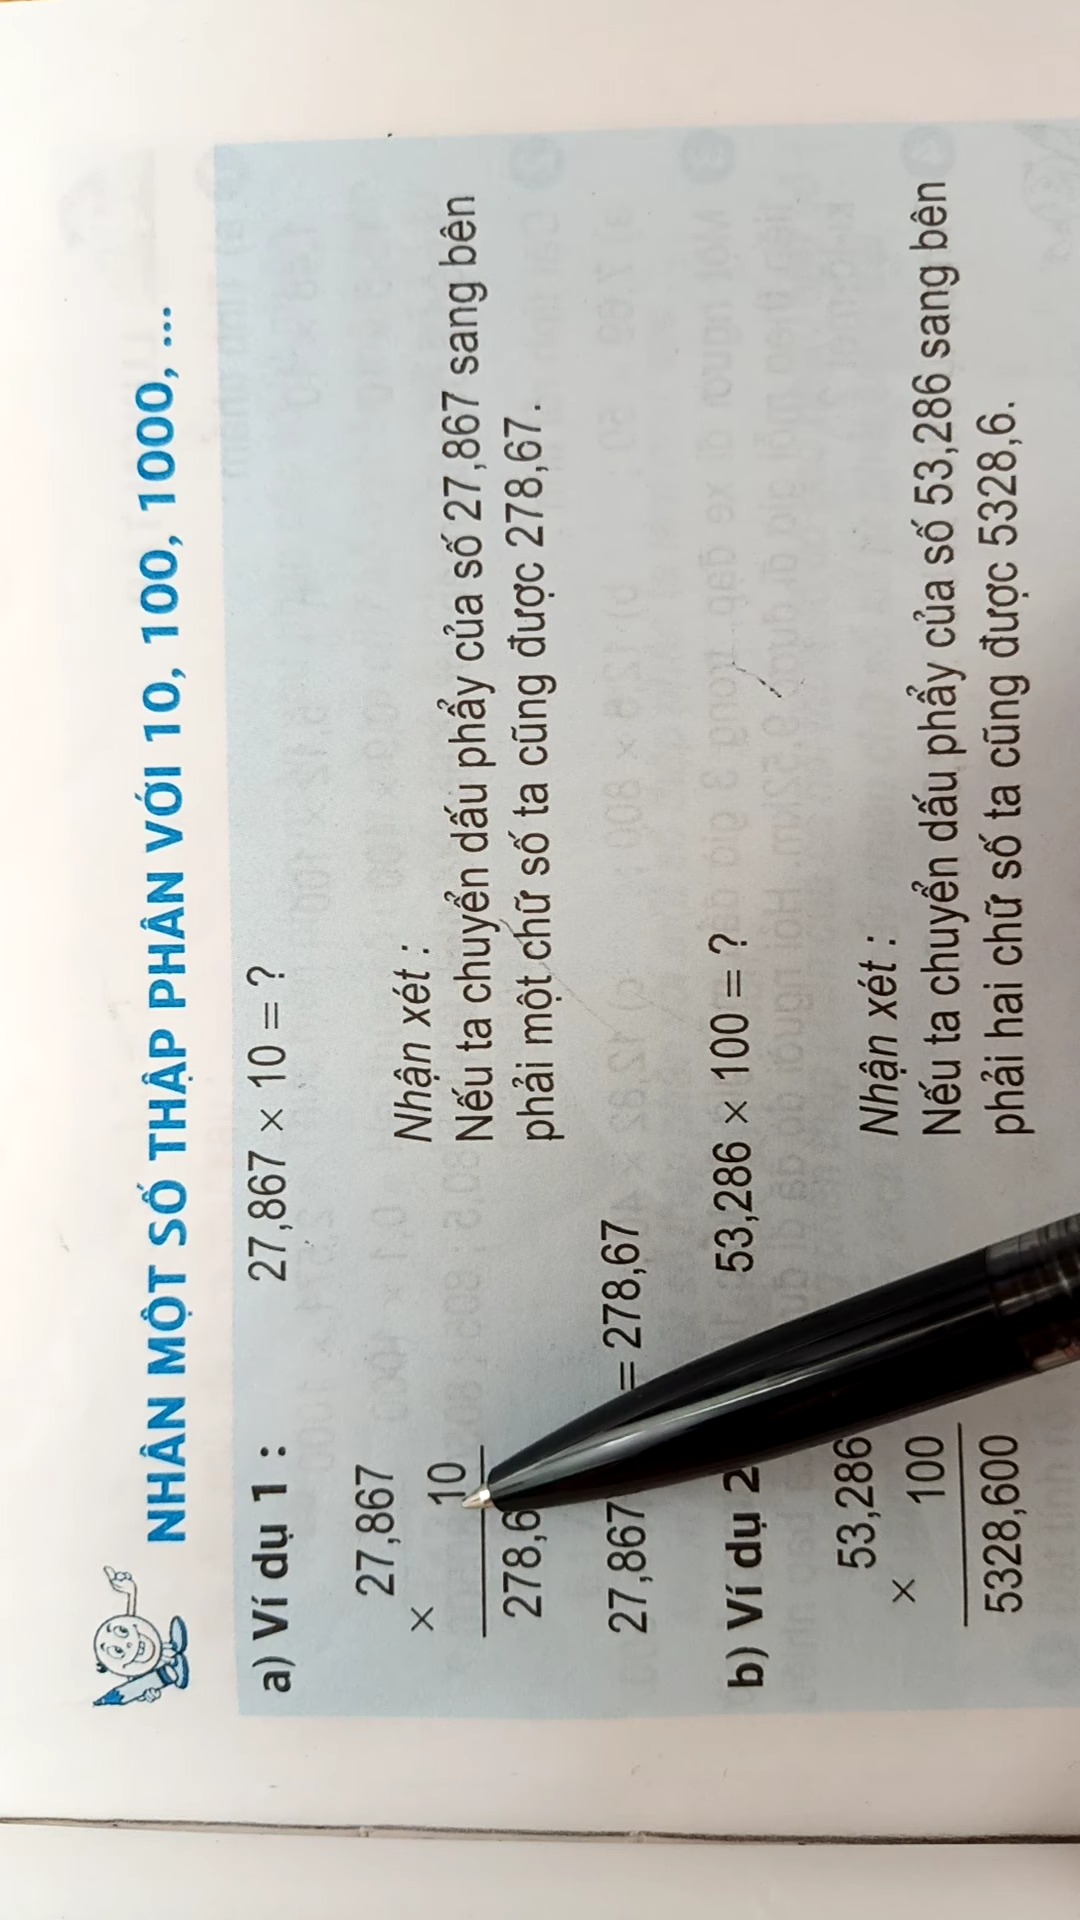 NHÂN MỘT SỐ THẬP PHÂN VỚI 10, 100, 1000, ...
a) Ví dụ 1 : 27,867 × 10 = ?
27,867
× 10
278,6
Nhận xét :
Nếu ta chuyển dấu phẩy của số 27,867 sang bên
phải một chữ số ta cũng được 278,67.
27,867 = 278,67
b) Ví dụ 2 53,286 × 100 = ?
53,286
× 100
5328,600
Nhận xét :
Nếu ta chuyển dấu phẩy của số 53,286 sang bên
phải hai chữ số ta cũng được 5328,6.